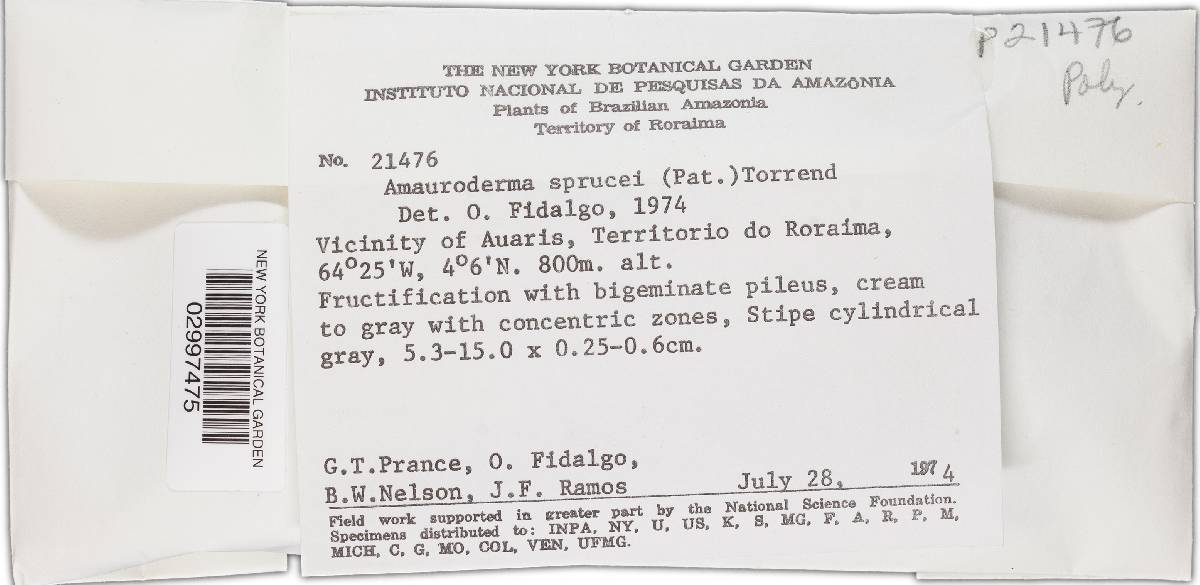 P21476
Poly.
THE NEW YORK BOTANICAL GARDEN
INSTITUTO NACIONAL DE PESQUISAS DA AMAZÔNIA
Plants of Brazilian Amazonia
Territory of Roraima
No. 21476
Amauroderma sprucei (Pat.)Torrend
Det. O. Fidalgo, 1974
Vicinity of Auaris, Territorio do Roraima,
64°25'W, 4°6'N. 800m. alt.
Fructification with bigeminate pileus, cream
to gray with concentric zones, Stipe cylindrical
gray, 5.3-15.0 x 0.25-0.6cm.
G.T.Prance, O. Fidalgo,
B.W.Nelson, J.F. Ramos July 28, 1974
Field work supported in greater part by the National Science Foundation.
Specimens distributed to: INPA, NY, U, US, K, S, MG, F, A, R, P, M,
MICH, C, G, MO, COL, VEN, UFMG.
NEW YORK BOTANICAL GARDEN
02997475